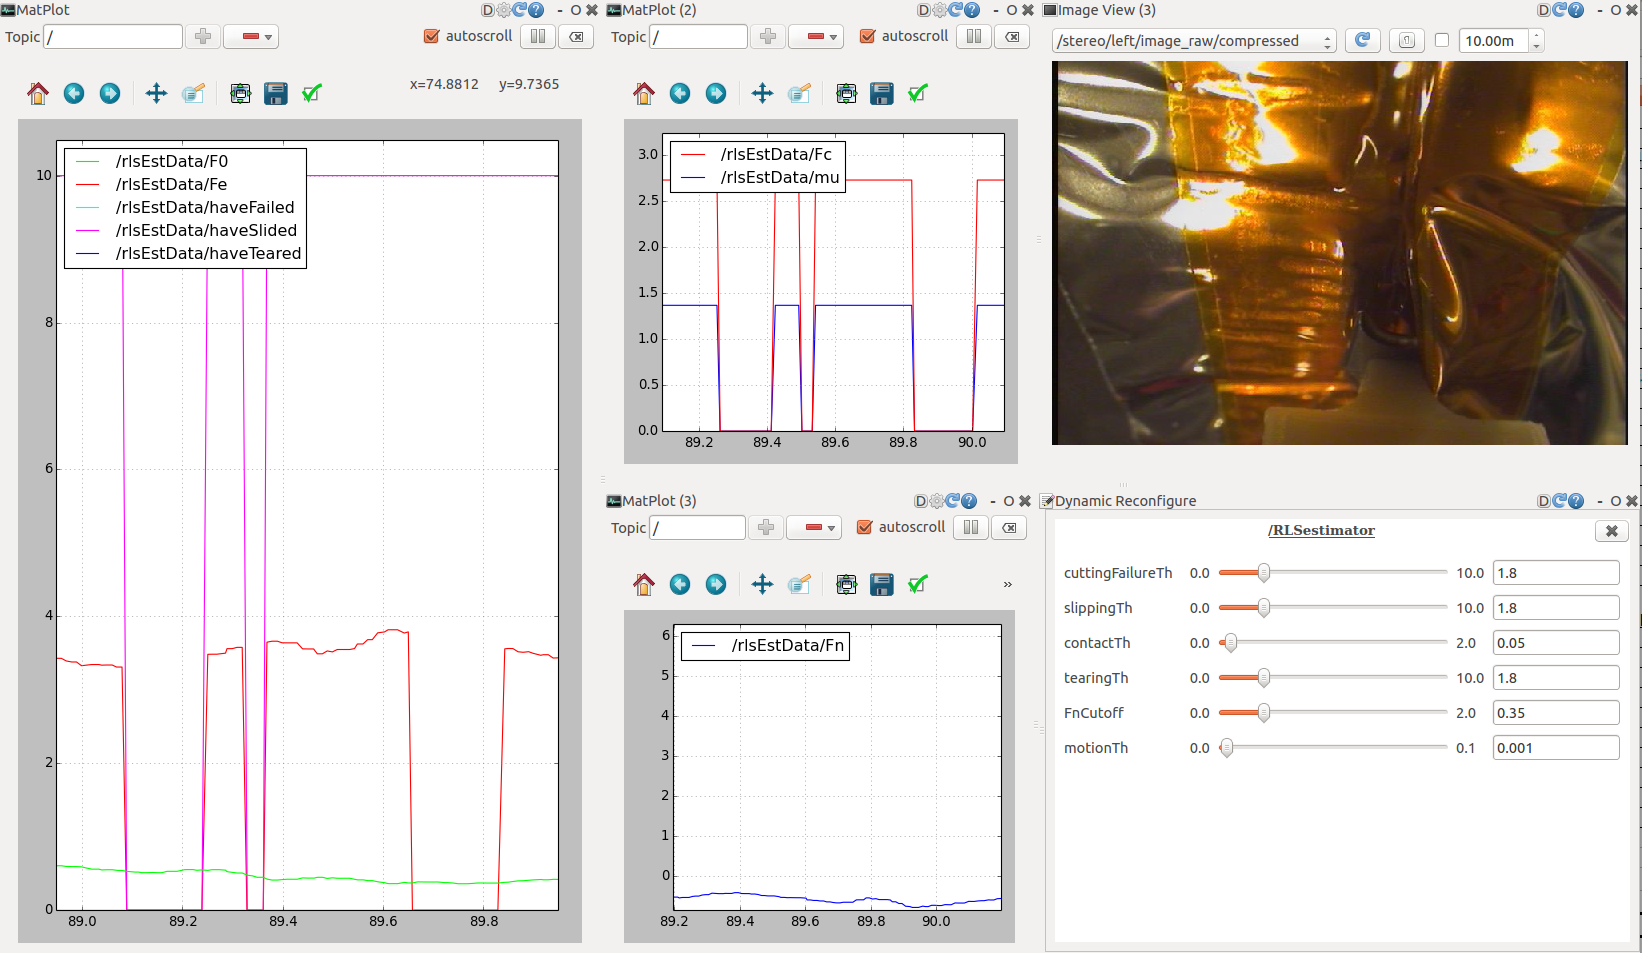 MatPlot
D
?
- O
Topic /
autoscroll
x=74.8812 y=9.7365
/rlsEstData/F0
/rlsEstData/Fe
/rlsEstData/haveFailed
/rlsEstData/haveSlided
/rlsEstData/haveTeared
10
8
6
4
2
0
89.0 89.2 89.4 89.6 89.8
MatPlot (2)
D
?
- O
Topic /
autoscroll
/rlsEstData/Fc
/rlsEstData/mu
3.0
2.5
2.0
1.5
1.0
0.5
0.0
89.2 89.4 89.6 89.8 90.0
Image View (3)
D
?
- O
/stereo/left/image_raw/compressed
10.00m
MatPlot (3)
D
?
- O
Topic /
autoscroll
»
/rlsEstData/Fn
6
5
4
3
2
1
0
89.2 89.4 89.6 89.8 90.0
Dynamic Reconfigure
D
?
- O
/RLSestimator
cuttingFailureTh 0.0 10.0 1.8
slippingTh 0.0 10.0 1.8
contactTh 0.0 2.0 0.05
tearingTh 0.0 10.0 1.8
FnCutoff 0.0 2.0 0.35
motionTh 0.0 0.1 0.001